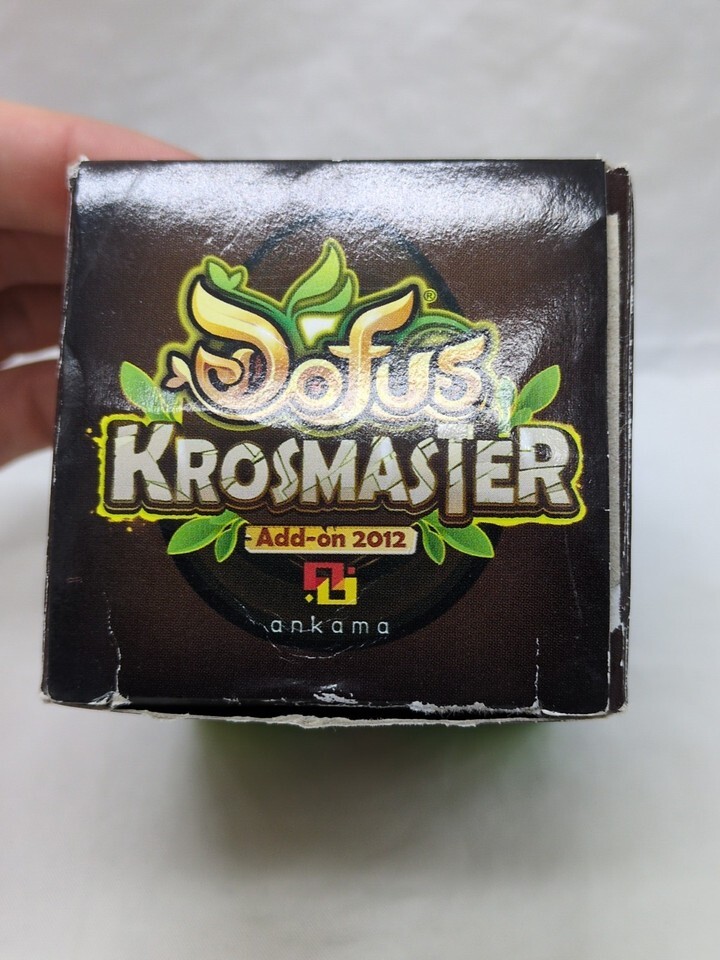 Dofus®
KROSMASTER
Add-on 2012
ankama